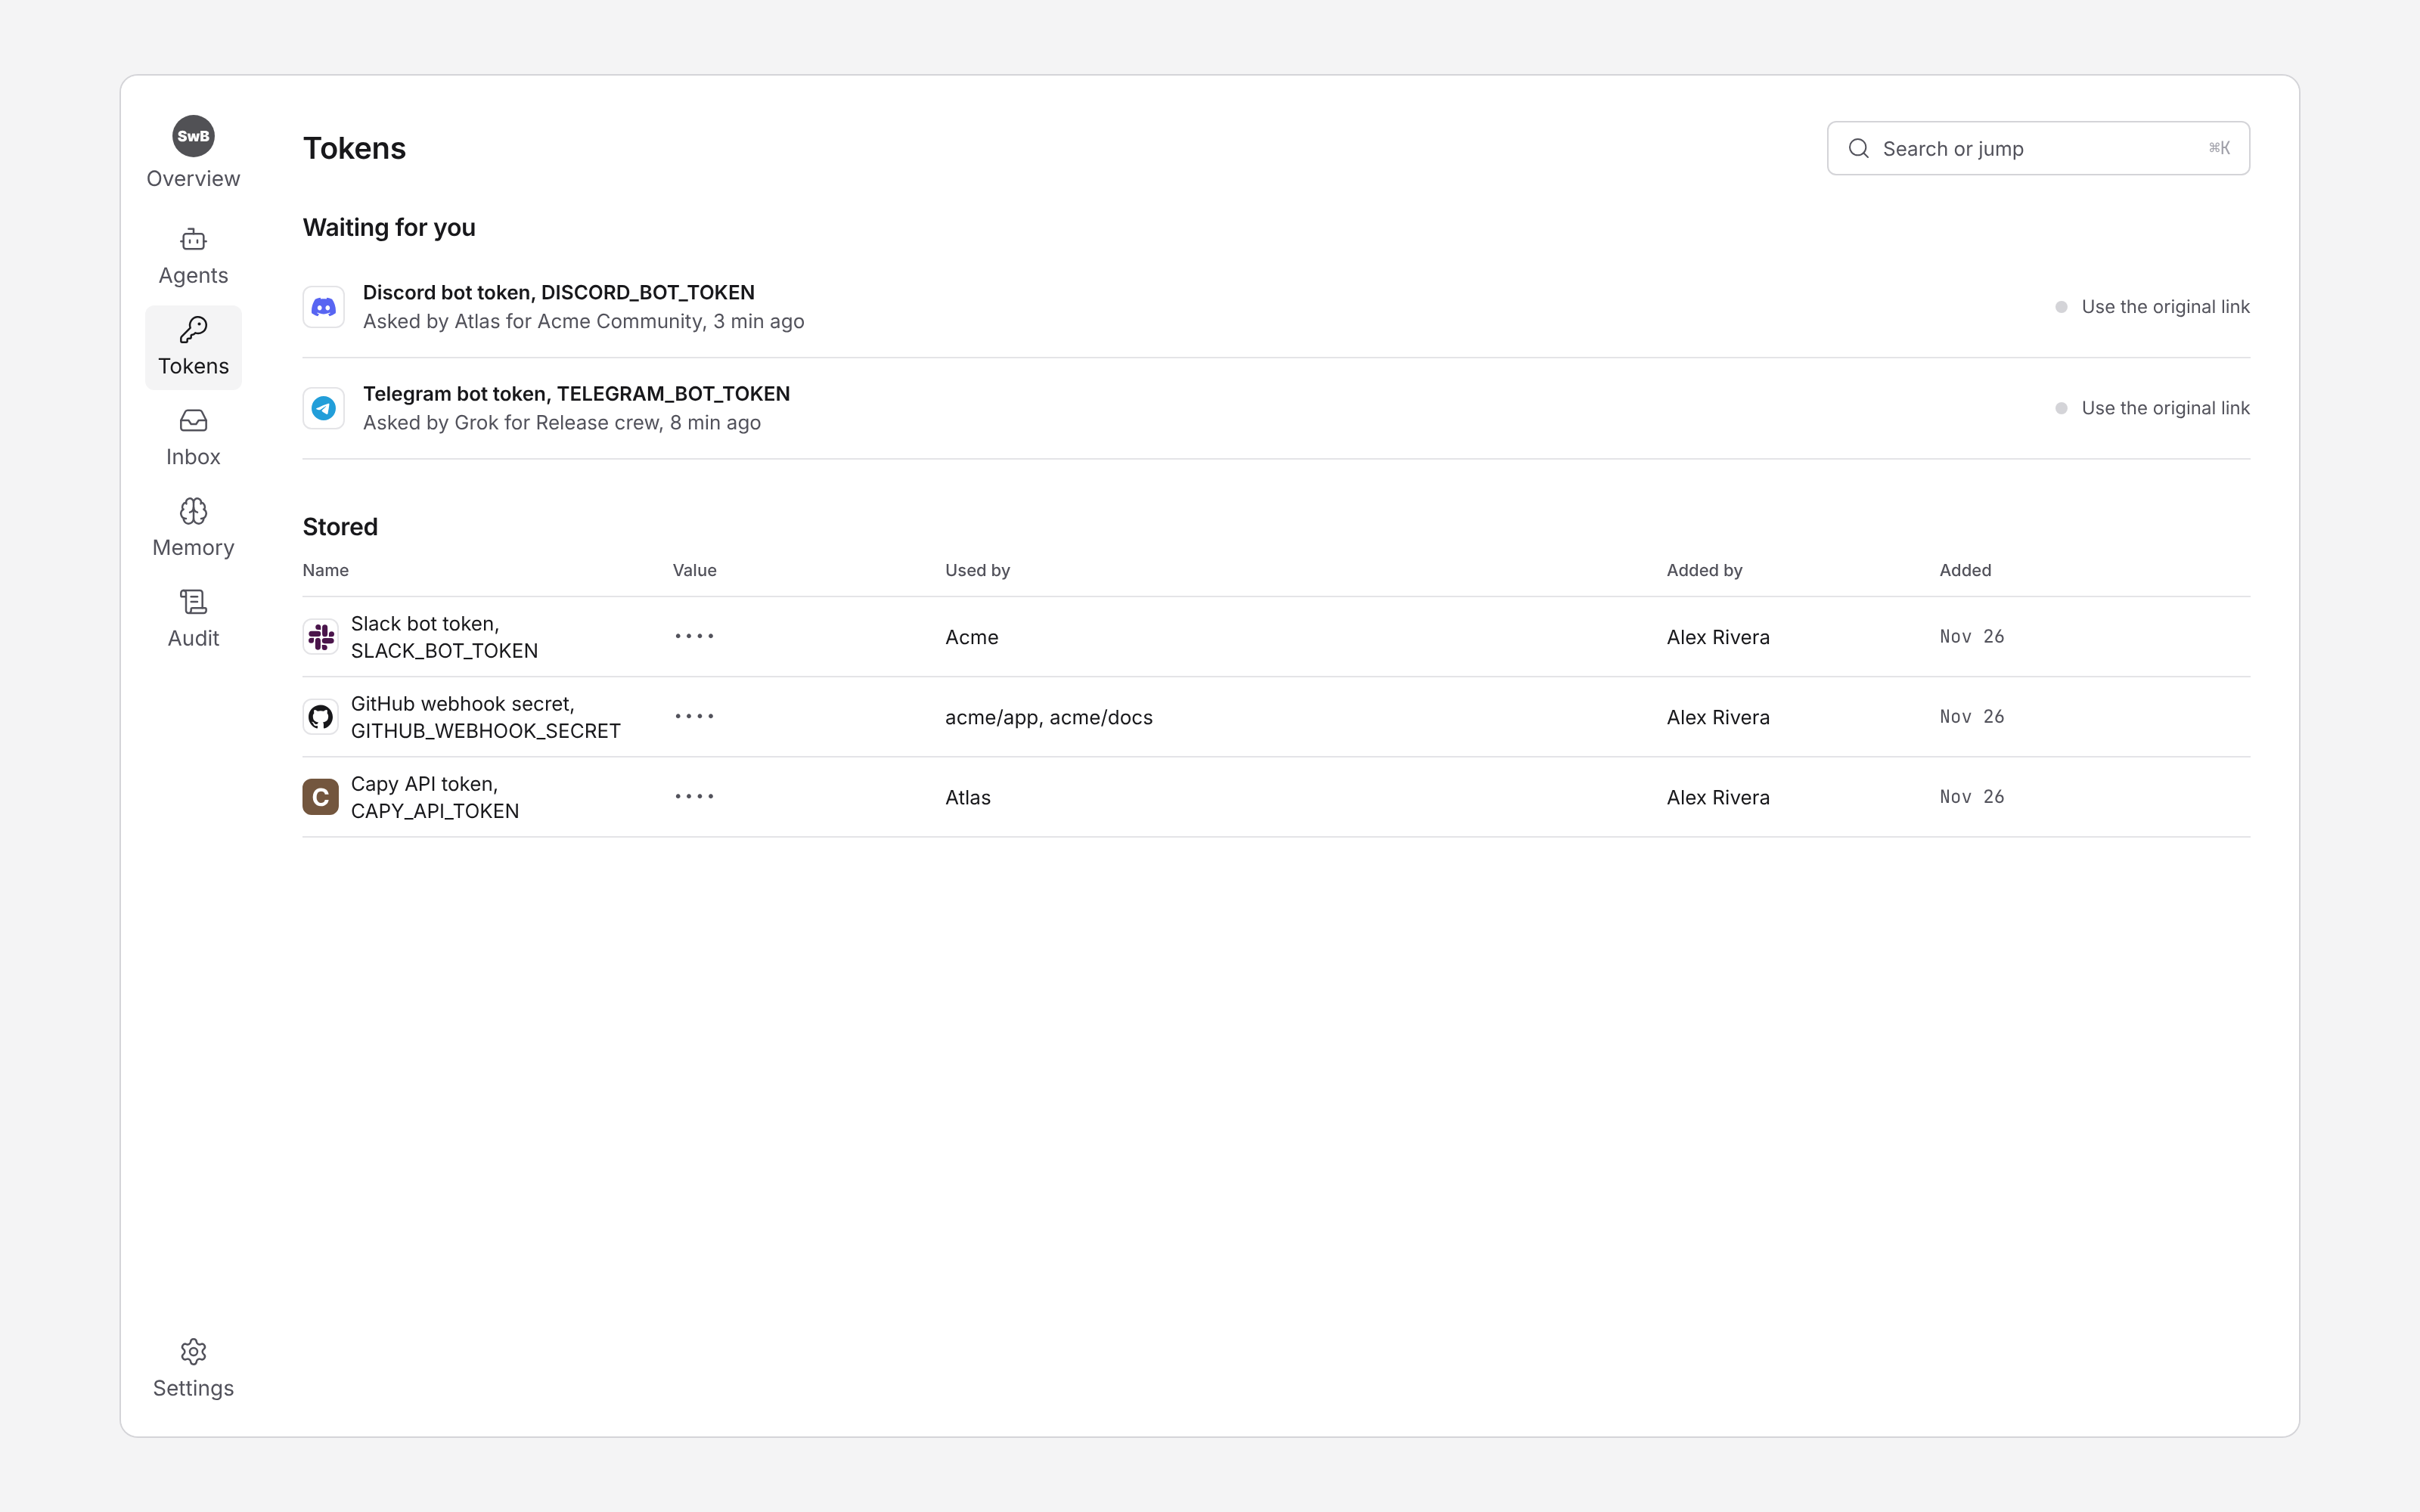 SwB
Overview
Agents
Tokens
Inbox
Memory
Audit
Settings
Tokens
Search or jump
⌘K
Waiting for you
Discord bot token, DISCORD_BOT_TOKEN
Asked by Atlas for Acme Community, 3 min ago
Use the original link
Telegram bot token, TELEGRAM_BOT_TOKEN
Asked by Grok for Release crew, 8 min ago
Use the original link
Stored
Name Value Used by Added by Added
Slack bot token,
SLACK_BOT_TOKEN
•••• Acme Alex Rivera Nov 26
GitHub webhook secret,
GITHUB_WEBHOOK_SECRET
•••• acme/app, acme/docs Alex Rivera Nov 26
C
Capy API token,
CAPY_API_TOKEN
•••• Atlas Alex Rivera Nov 26